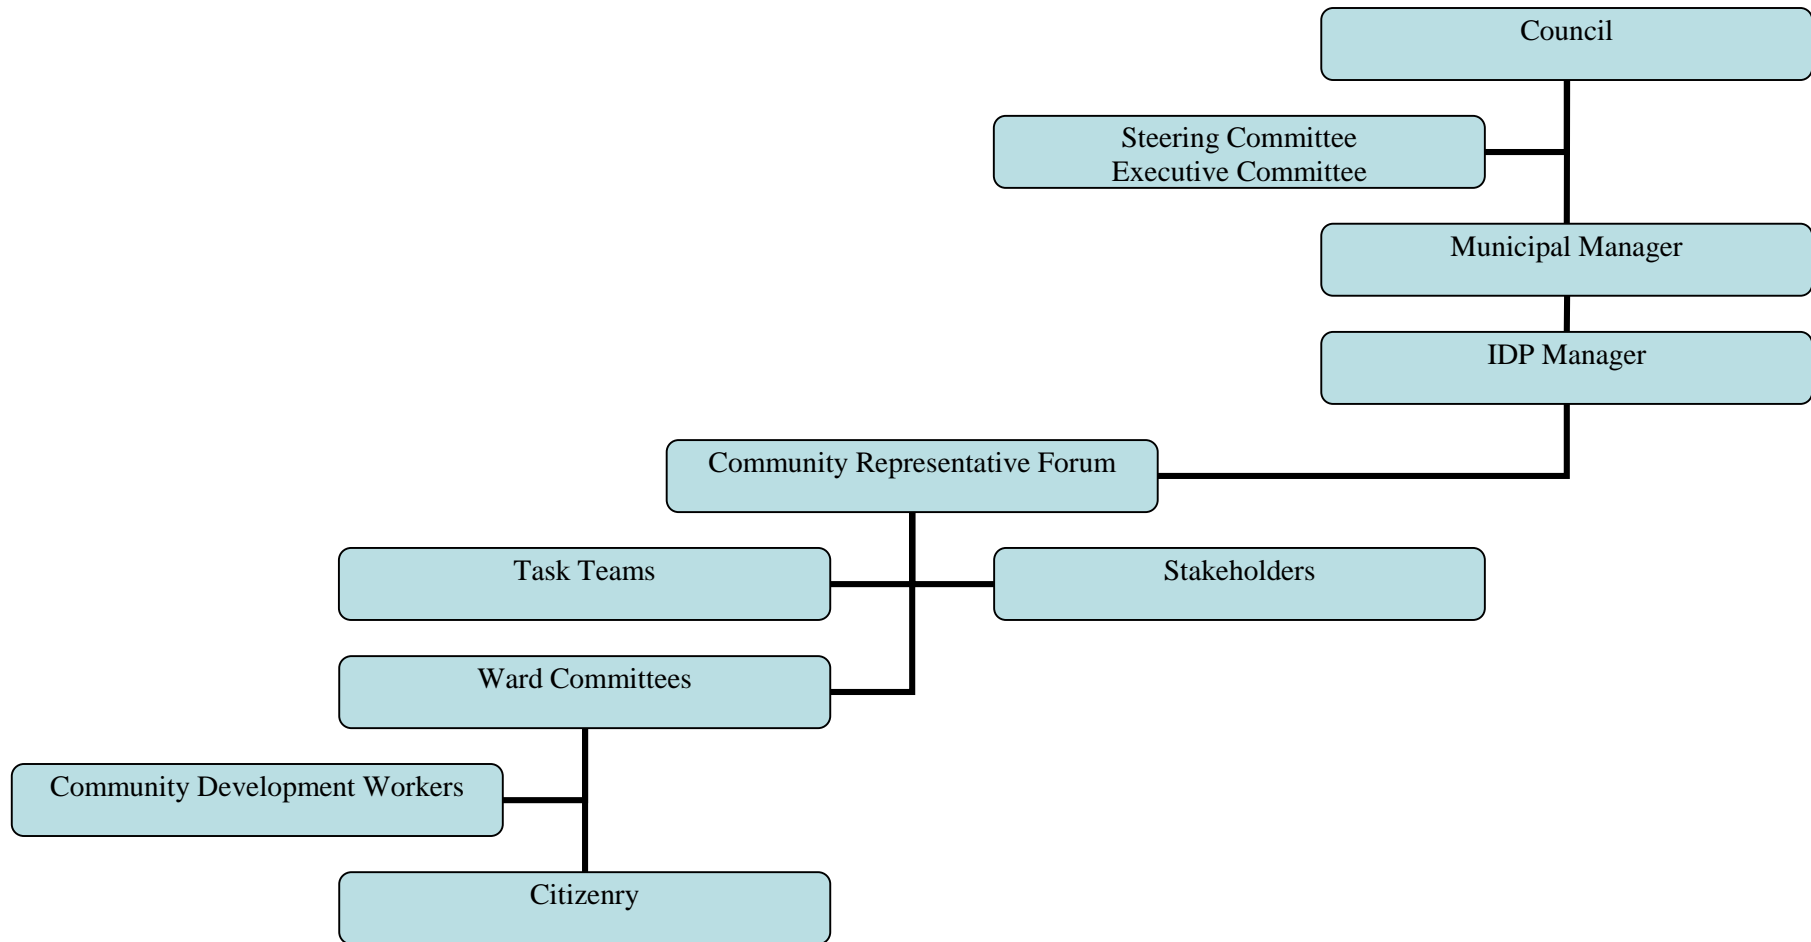 Council
Steering Committee
Executive Committee
Municipal Manager
IDP Manager
Community Representative Forum
Task Teams
Stakeholders
Ward Committees
Community Development Workers
Citizenry